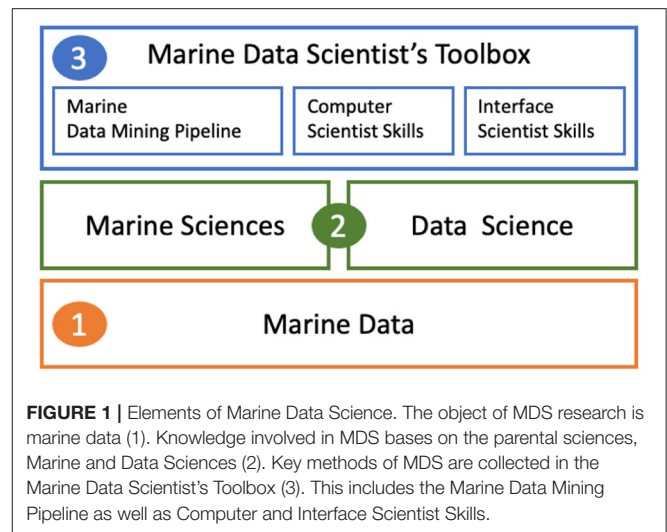 3
Marine Data Scientist's Toolbox
Marine
Data Mining Pipeline
Computer
Scientist Skills
Interface
Scientist Skills
Marine Sciences
2
Data Science
1
Marine Data
FIGURE 1 | Elements of Marine Data Science. The object of MDS research is
marine data (1). Knowledge involved in MDS bases on the parental sciences,
Marine and Data Sciences (2). Key methods of MDS are collected in the
Marine Data Scientist's Toolbox (3). This includes the Marine Data Mining
Pipeline as well as Computer and Interface Scientist Skills.